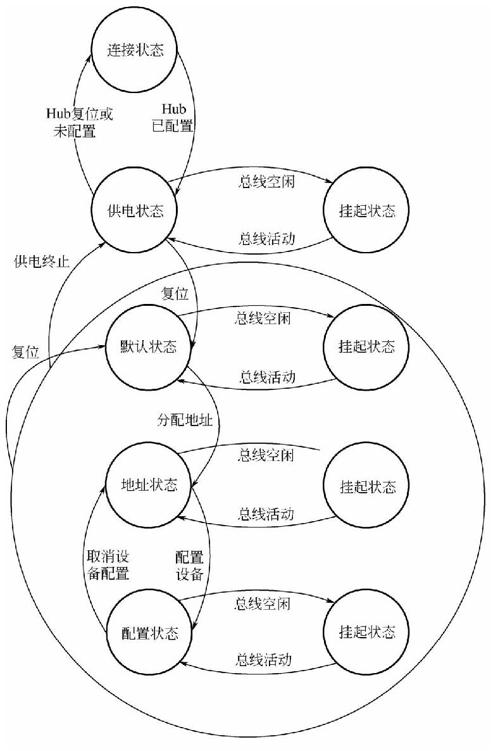 连接状态
Hub复位或
未配置
Hub
已配置
供电状态
总线空闲
挂起状态
总线活动
供电终止
复位
复位
默认状态
总线空闲
挂起状态
总线活动
分配地址
地址状态
总线空闲
挂起状态
总线活动
取消设
备配置
配置
设备
配置状态
总线空闲
挂起状态
总线活动